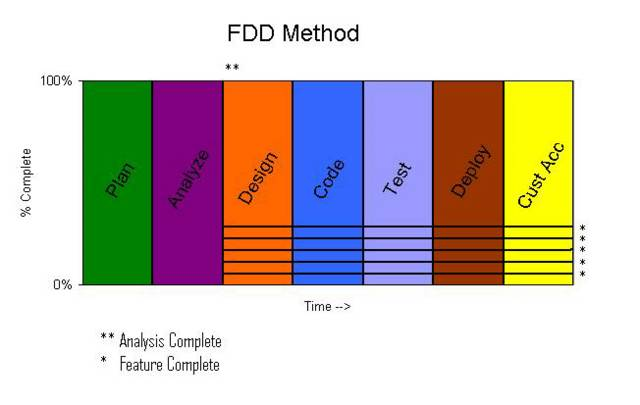 FDD Method
**
100%
% Complete
Plan
Analyze
Design
Code
Test
Deploy
Cust Acc
*
*
*
*
*
0%
Time -->
** Analysis Complete
* Feature Complete